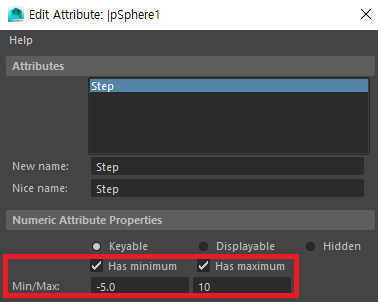 Edit Attribute: |pSphere1
Help
Attributes
Step
New name: Step
Nice name: Step
Numeric Attribute Properties
Keyable Displayable Hidden
Has minimum Has maximum
Min/Max: -5.0 10